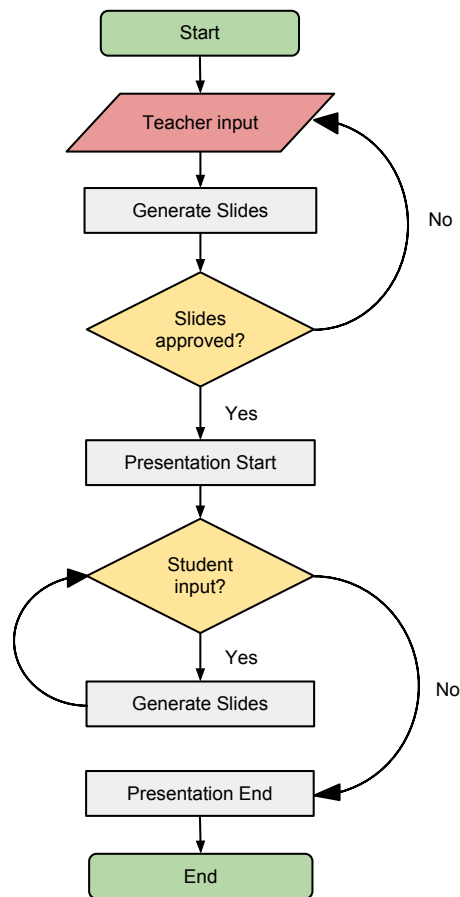 Start
Teacher input
Generate Slides
No
Slides
approved?
Yes
Presentation Start
Student
input?
Yes
Generate Slides
No
Presentation End
End